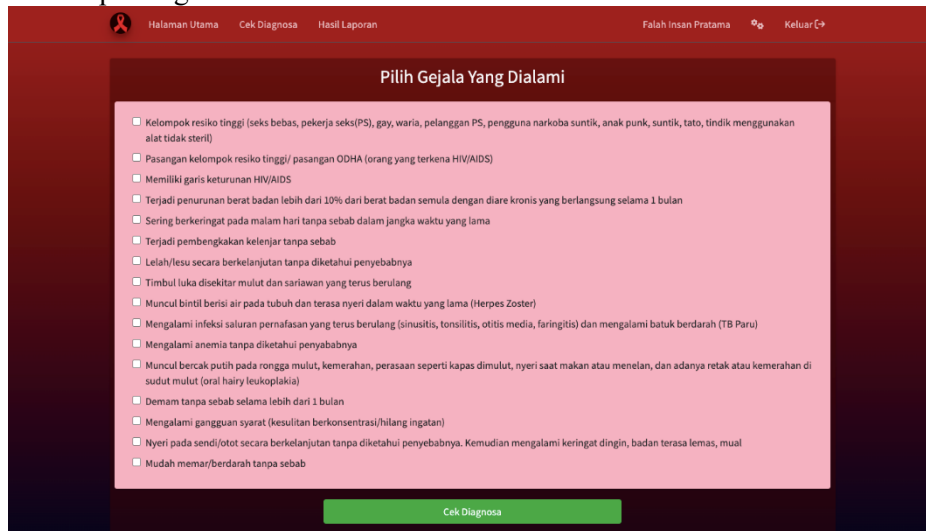 Halaman Utama Cek Diagnosa Hasil Laporan Falah Insan Pratama Keluar
Pilih Gejala Yang Dialami
Kelompok resiko tinggi (seks bebas, pekerja seks(PS), gay, waria, pelanggan PS, pengguna narkoba suntik, anak punk, suntik, tato, tindik menggunakan
alat tidak steril)
Pasangan kelompok resiko tinggi/ pasangan ODHA (orang yang terkena HIV/AIDS)
Memiliki garis keturunan HIV/AIDS
Terjadi penurunan berat badan lebih dari 10% dari berat badan semula dengan diare kronis yang berlangsung selama 1 bulan
Sering berkeringat pada malam hari tanpa sebab dalam jangka waktu yang lama
Terjadi pembengkakan kelenjar tanpa sebab
Lelah/lesu secara berkelanjutan tanpa diketahui penyebabnya
Timbul luka disekitar mulut dan sariawan yang terus berulang
Muncul bintil berisi air pada tubuh dan terasa nyeri dalam waktu yang lama (Herpes Zoster)
Mengalami infeksi saluran pernafasan yang terus berulang (sinusitis, tonsilitis, otitis media, faringitis) dan mengalami batuk berdarah (TB Paru)
Mengalami anemia tanpa diketahui penyababnya
Muncul bercak putih pada rongga mulut, kemerahan, perasaan seperti kapas dimulut, nyeri saat makan atau menelan, dan adanya retak atau kemerahan di
sudut mulut (oral hairy leukoplakia)
Demam tanpa sebab selama lebih dari 1 bulan
Mengalami gangguan syarat (kesulitan berkonsentrasi/hilang ingatan)
Nyeri pada sendi/otot secara berkelanjutan tanpa diketahui penyebabnya. Kemudian mengalami keringat dingin, badan terasa lemas, mual
Mudah memar/berdarah tanpa sebab
Cek Diagnosa